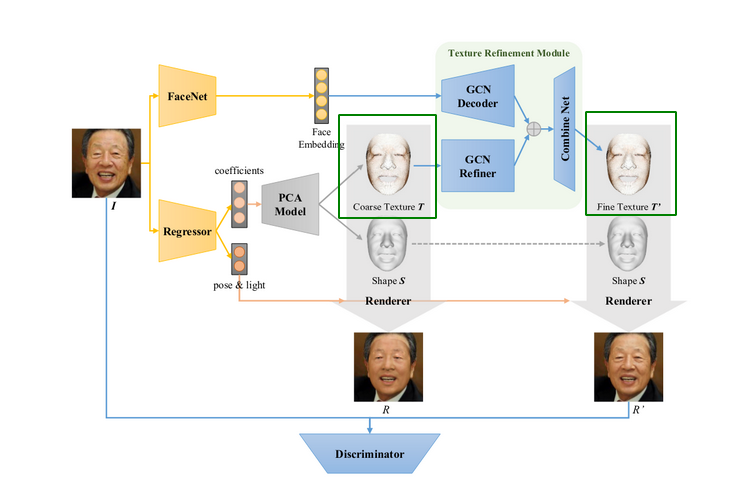 Texture Refinement Module
FaceNet
GCN
Decoder
Combine Net
Face
Embedding
GCN
Refiner
coefficients
PCA
Model
I
Coarse Texture T
Fine Texture T’
Regressor
Shape S
Shape S
pose & light
Renderer
Renderer
R
R’
Discriminator